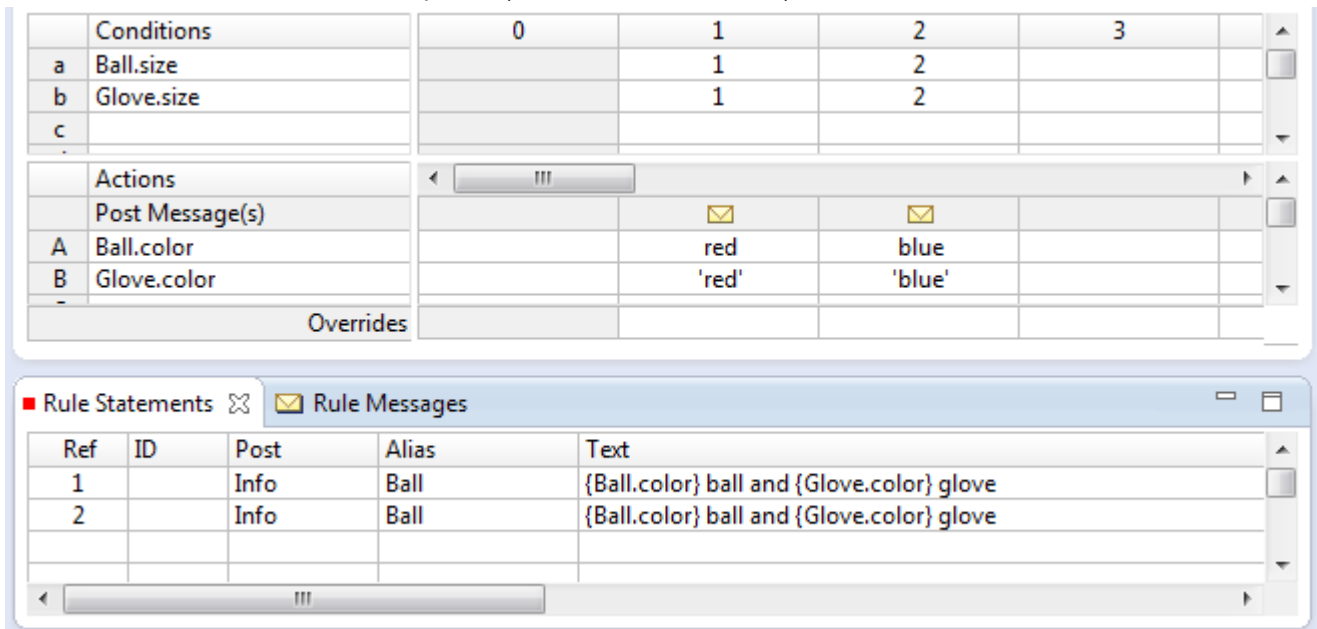 Conditions 0 1 2 3
a Ball.size 1 2
b Glove.size 1 2
c
Actions
Post Message(s)
A Ball.color red blue
B Glove.color 'red' 'blue'
Overrides
Rule Statements Rule Messages
Ref ID Post Alias Text
1 Info Ball {Ball.color} ball and {Glove.color} glove
2 Info Ball {Ball.color} ball and {Glove.color} glove